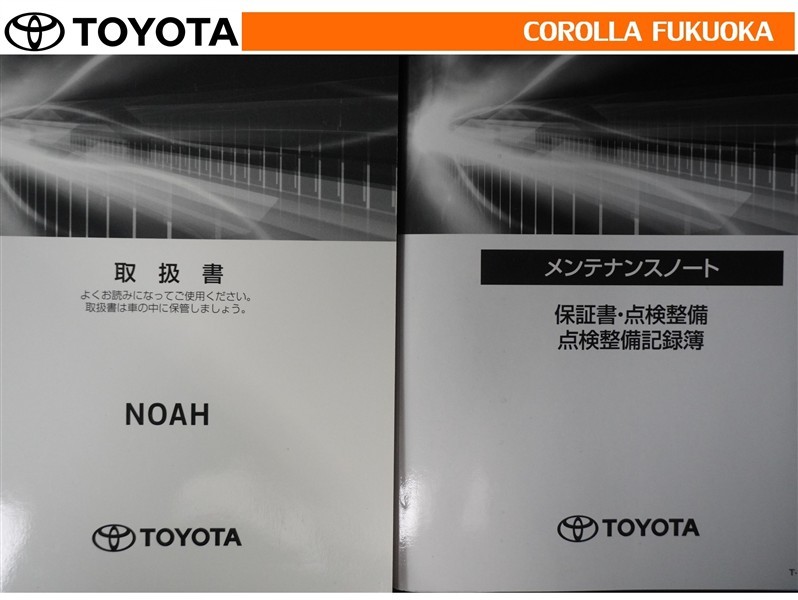 TOYOTA
COROLLA FUKUOKA
取扱書
よくお読みになってご使用ください。
取扱書は車の中に保管しましょう。
NOAH
TOYOTA
メンテナンスノート
保証書・点検整備
点検整備記録簿
TOYOTA
T-